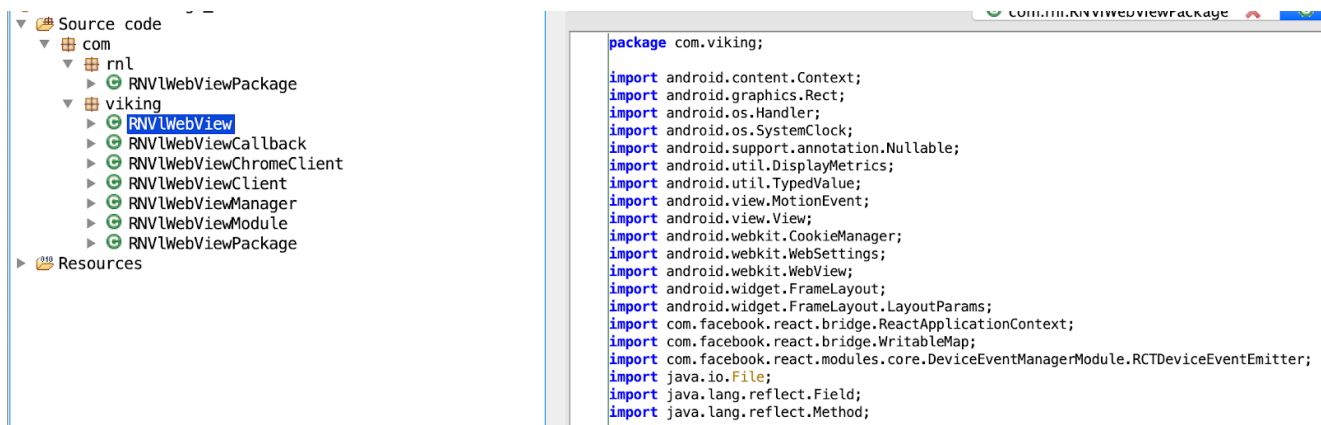 Source code
com
rnl
RNVlWebViewPackage
viking
RNVlWebView
RNVlWebViewCallback
RNVlWebViewChromeClient
RNVlWebViewClient
RNVlWebViewManager
RNVlWebViewModule
RNVlWebViewPackage
Resources
com.rnl.RNVlWebViewPackage
package com.viking;
import android.content.Context;
import android.graphics.Rect;
import android.os.Handler;
import android.os.SystemClock;
import android.support.annotation.Nullable;
import android.util.DisplayMetrics;
import android.util.TypedValue;
import android.view.MotionEvent;
import android.view.View;
import android.webkit.CookieManager;
import android.webkit.WebSettings;
import android.webkit.WebView;
import android.widget.FrameLayout;
import android.widget.FrameLayout.LayoutParams;
import com.facebook.react.bridge.ReactApplicationContext;
import com.facebook.react.bridge.WritableMap;
import com.facebook.react.modules.core.DeviceEventManagerModule.RCTDeviceEventEmitter;
import java.io.File;
import java.lang.reflect.Field;
import java.lang.reflect.Method;